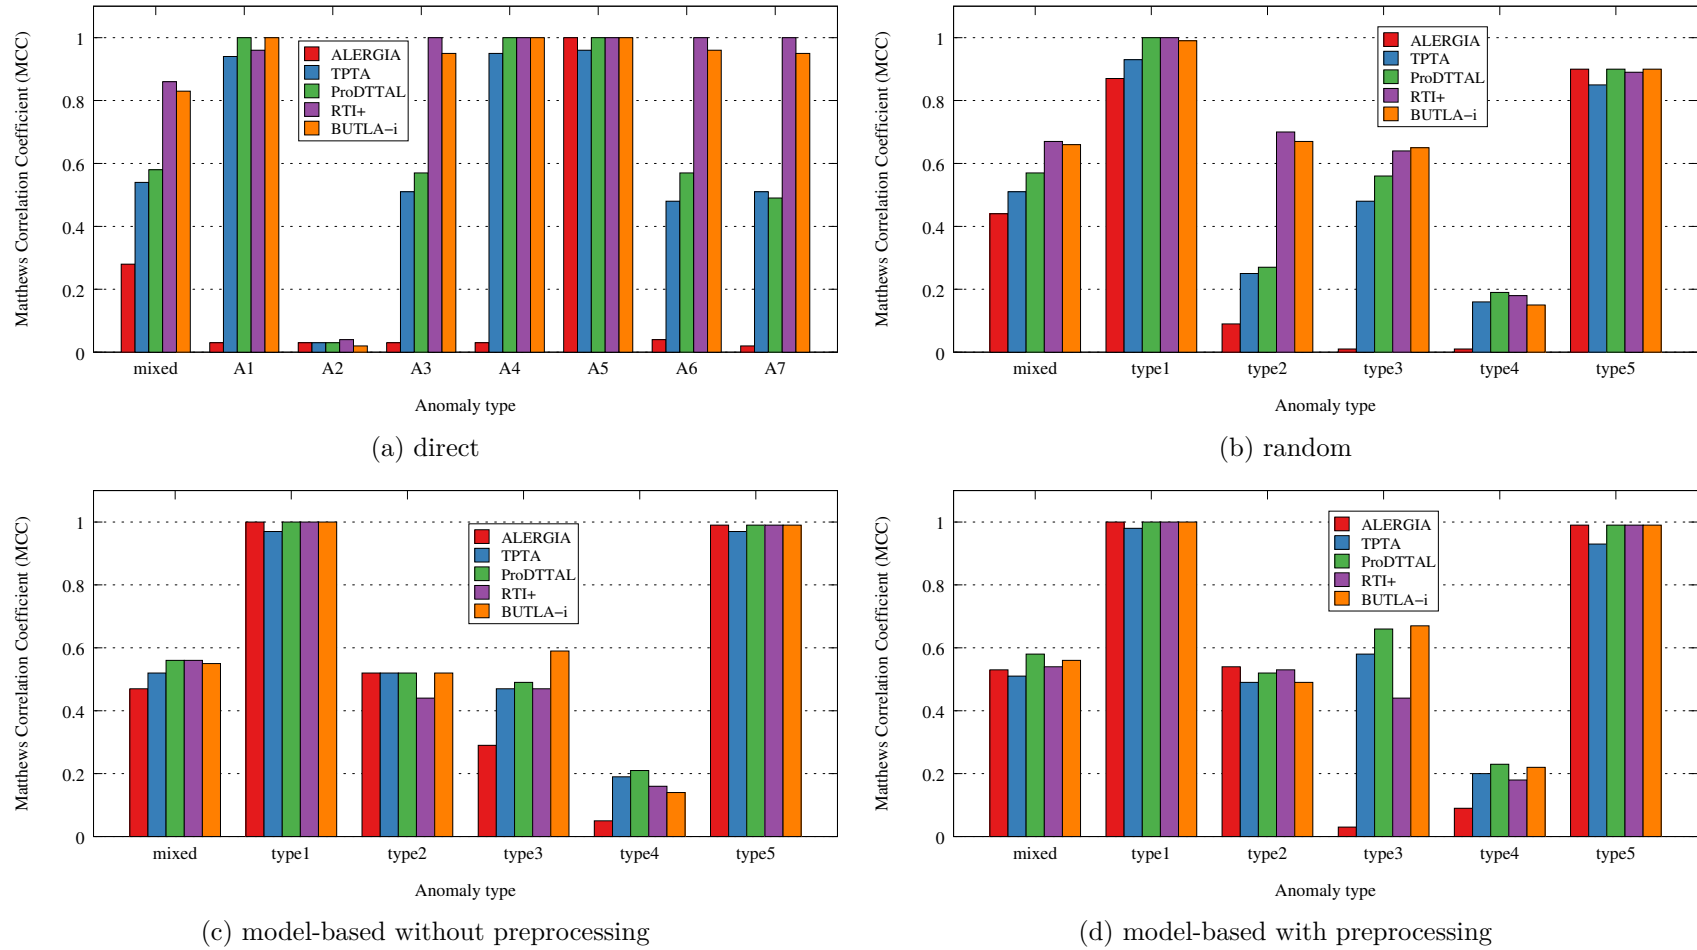 Matthews Correlation Coefficient (MCC)
1
0.8
0.6
0.4
0.2
0
ALERGIA
TPTA
ProDTTAL
RTI+
BUTLA-i
mixed A1 A2 A3 A4 A5 A6 A7
Anomaly type
(a) direct
Matthews Correlation Coefficient (MCC)
1
0.8
0.6
0.4
0.2
0
ALERGIA
TPTA
ProDTTAL
RTI+
BUTLA-i
mixed type1 type2 type3 type4 type5
Anomaly type
(b) random
Matthews Correlation Coefficient (MCC)
1
0.8
0.6
0.4
0.2
0
ALERGIA
TPTA
ProDTTAL
RTI+
BUTLA-i
mixed type1 type2 type3 type4 type5
Anomaly type
(c) model-based without preprocessing
Matthews Correlation Coefficient (MCC)
1
0.8
0.6
0.4
0.2
0
ALERGIA
TPTA
ProDTTAL
RTI+
BUTLA-i
mixed type1 type2 type3 type4 type5
Anomaly type
(d) model-based with preprocessing